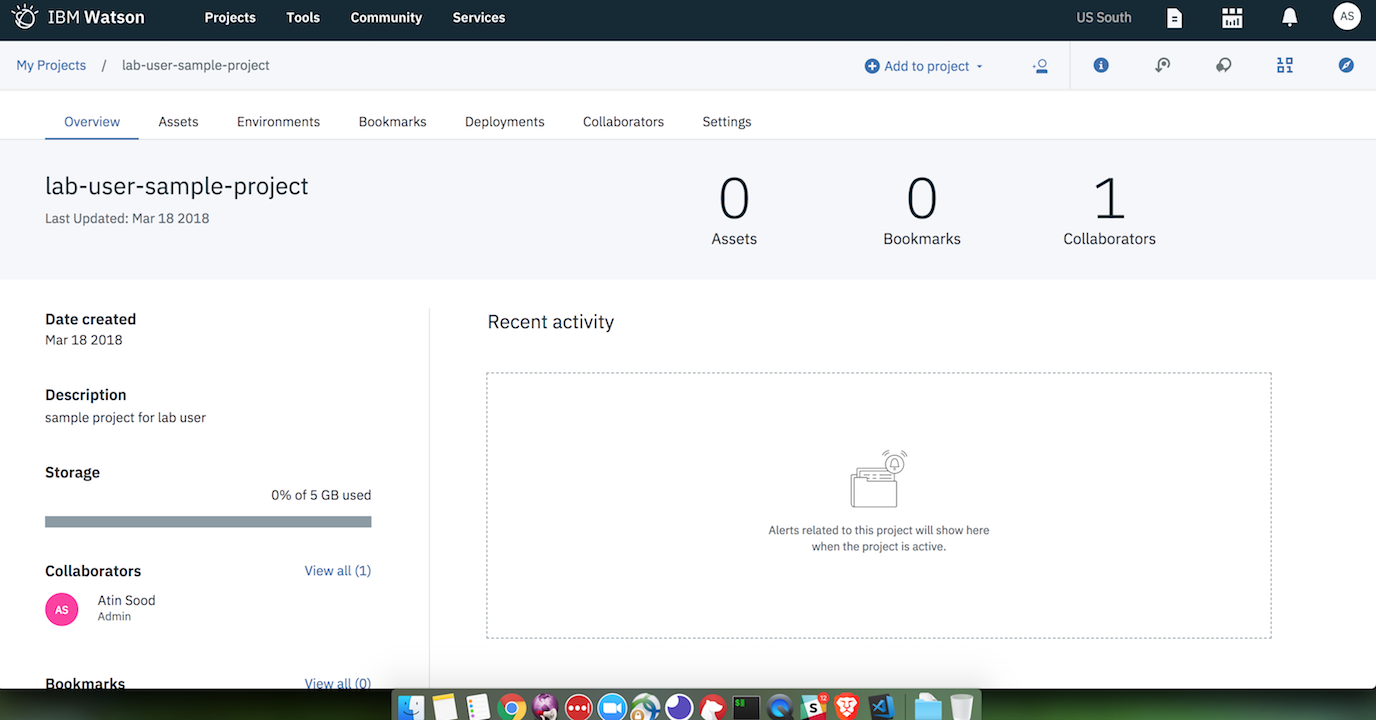 IBM Watson Projects Tools Community Services US South AS
My Projects / lab-user-sample-project Add to project
Overview Assets Environments Bookmarks Deployments Collaborators Settings
lab-user-sample-project
Last Updated: Mar 18 2018
0 0 1
Assets Bookmarks Collaborators
Date created
Mar 18 2018
Description
sample project for lab user
Storage
0% of 5 GB used
Collaborators View all (1)
AS
Atin Sood
Admin
Bookmarks View all (0)
Recent activity
Alerts related to this project will show here
when the project is active.
12
S